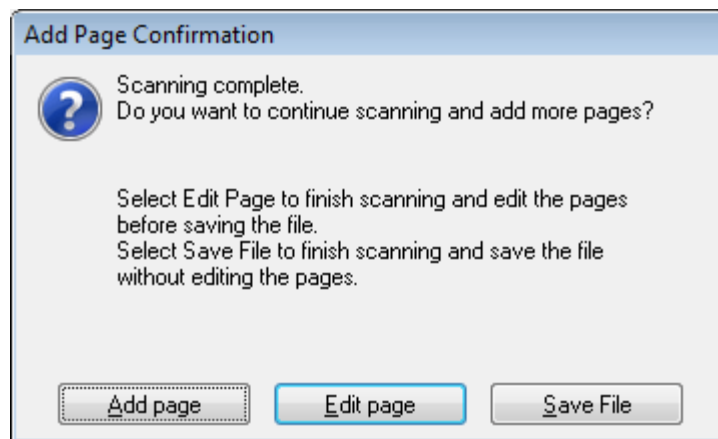 Add Page Confirmation
Scanning complete.
Do you want to continue scanning and add more pages?
Select Edit Page to finish scanning and edit the pages
before saving the file.
Select Save File to finish scanning and save the file
without editing the pages.
Add page Edit page Save File